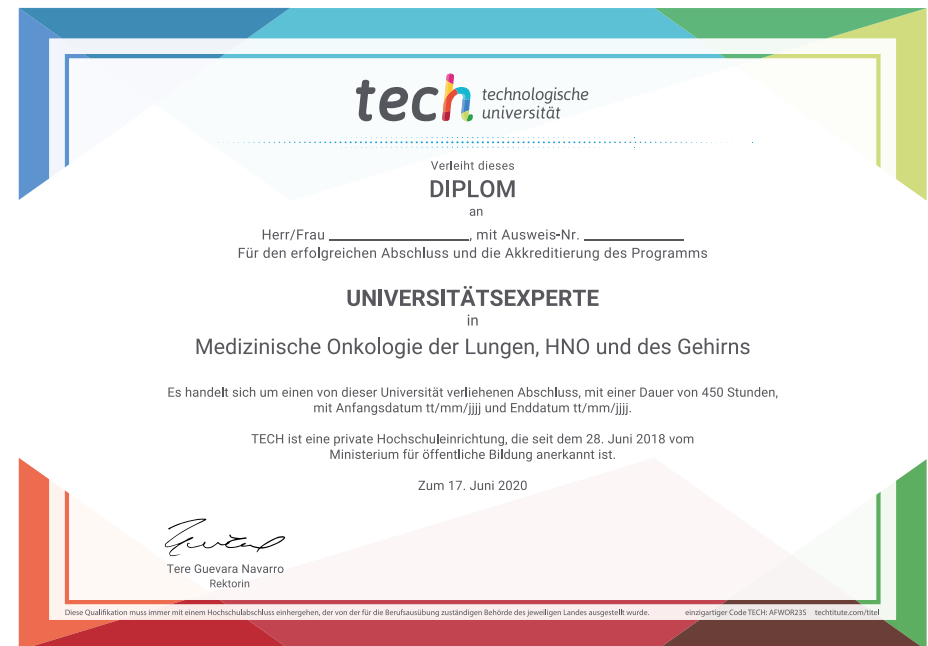 tech technologische
universität
Verleiht dieses
DIPLOM
an
Herr/Frau ____________________, mit Ausweis-Nr. ______________
Für den erfolgreichen Abschluss und die Akkreditierung des Programms
UNIVERSITÄTSEXPERTE
in
Medizinische Onkologie der Lungen, HNO und des Gehirns
Es handelt sich um einen von dieser Universität verliehenen Abschluss, mit einer Dauer von 450 Stunden,
mit Anfangsdatum tt/mm/jjjj und Enddatum tt/mm/jjjj.
TECH ist eine private Hochschuleinrichtung, die seit dem 28. Juni 2018 vom
Ministerium für öffentliche Bildung anerkannt ist.
Zum 17. Juni 2020
Tere Guevara Navarro
Rektorin
Diese Qualifikation muss immer mit einem Hochschulabschluss einhergehen, der von der für die Berufsausübung zuständigen Behörde des jeweiligen Landes ausgestellt wurde. einzigartiger Code TECH: AFWOR23S techtitute.com/titel